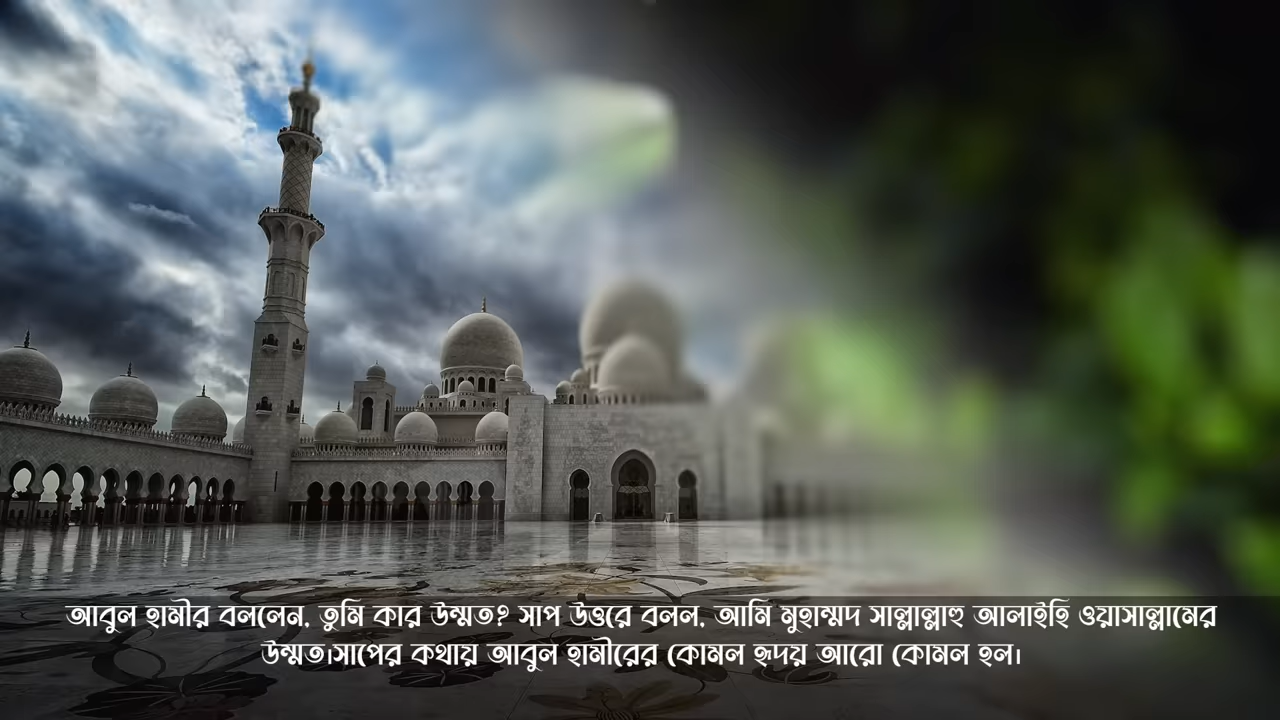 আবুল হামীর বললেন, তুমি কার উম্মত? সাপ উত্তরে বলল, আমি মুহাম্মদ সাল্লাল্লাহু আলাইহি ওয়াসাল্লামের
উম্মত।সাপের কথায় আবুল হামীরের কোমল হৃদয় আরো কোমল হল।